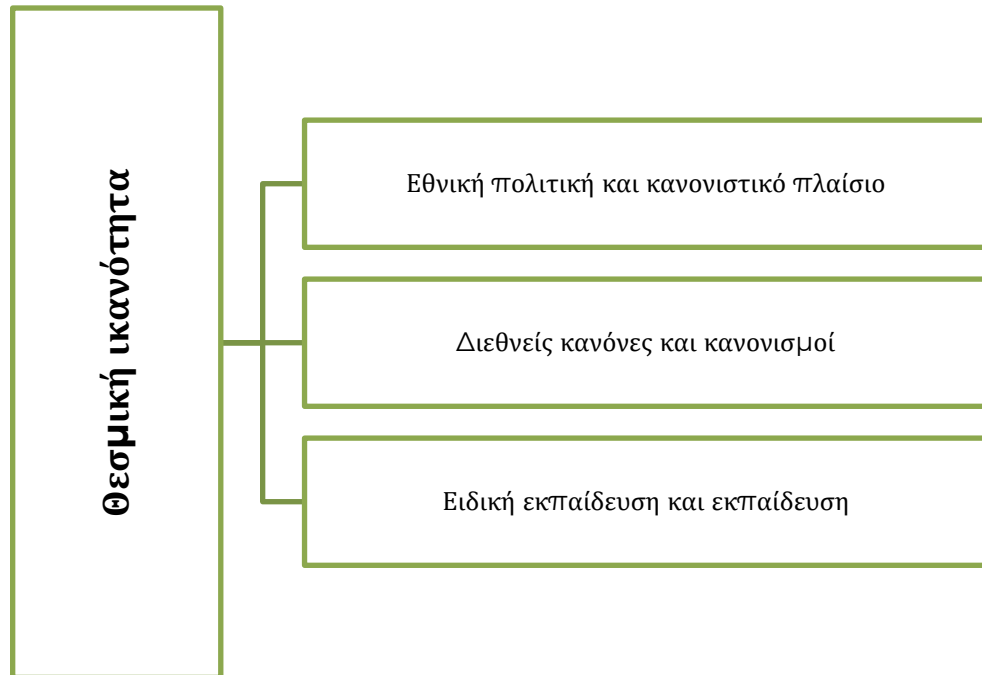 Θεσμική ικανότητα
Εθνική πολιτική και κανονιστικό πλαίσιο
Διεθνείς κανόνες και κανονισμοί
Ειδική εκπαίδευση και εκπαίδευση